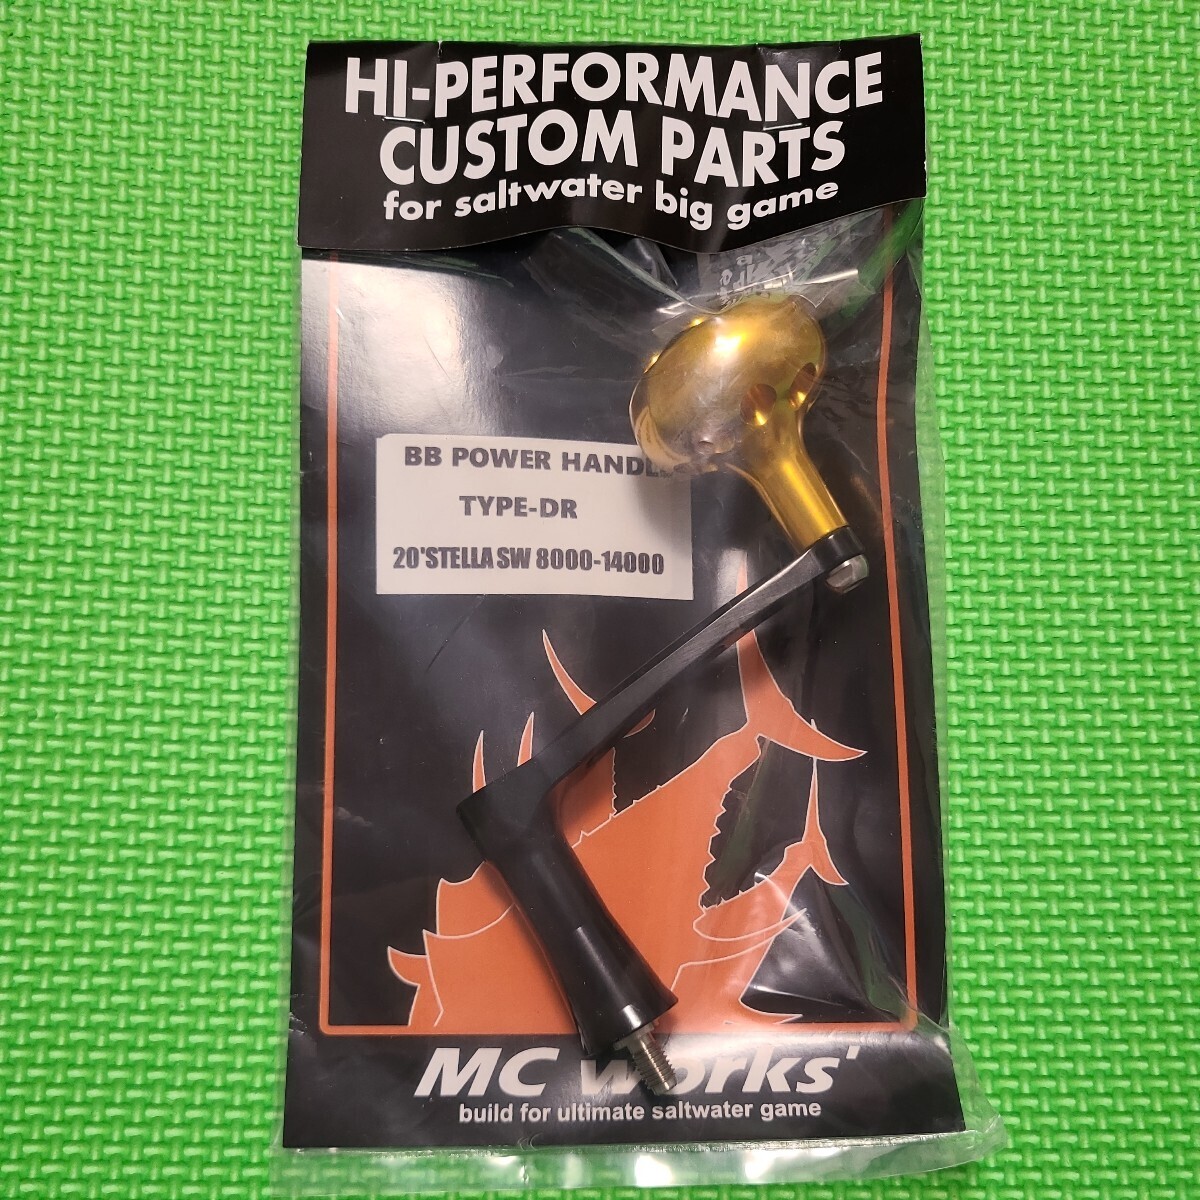 HI-PERFORMANCE
CUSTOM PARTS
for saltwater big game
BB POWER HANDLE
TYPE-DR
20'STELLA SW 8000-14000
MC works'
build for ultimate saltwater game